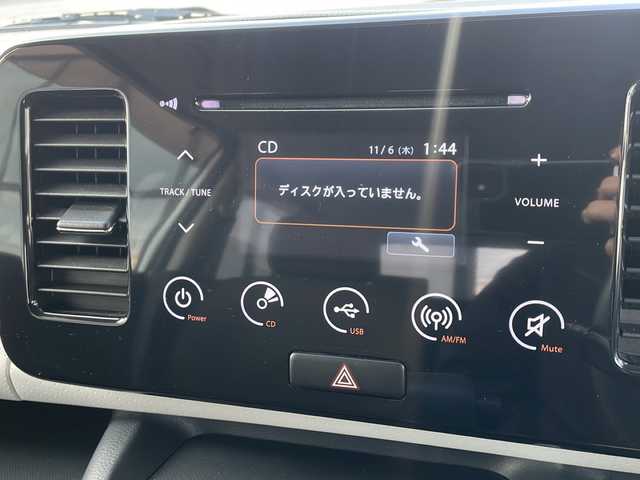 CD 11/6 (木) 1:44
ディスクが入っていません。
TRACK / TUNE
+
VOLUME
−
Power
CD
USB
AM/FM
Mute